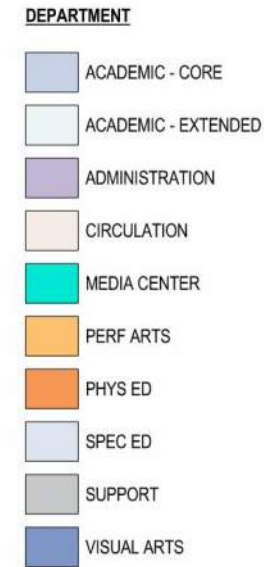 DEPARTMENT
ACADEMIC - CORE
ACADEMIC - EXTENDED
ADMINISTRATION
CIRCULATION
MEDIA CENTER
PERF ARTS
PHYS ED
SPEC ED
SUPPORT
VISUAL ARTS